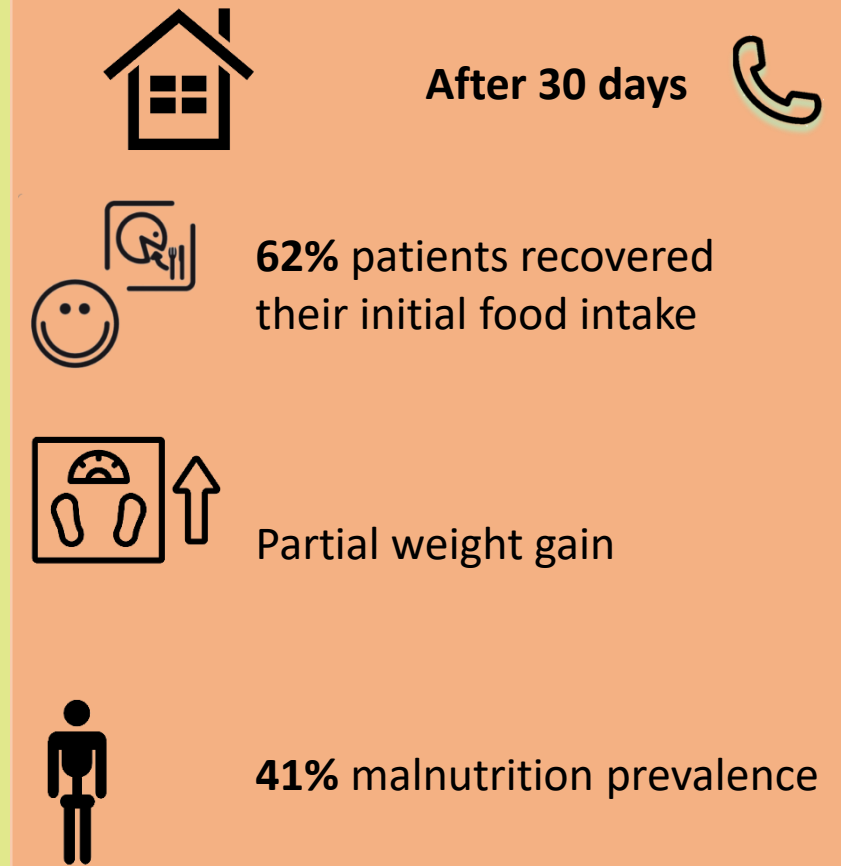 After 30 days
62% patients recovered
their initial food intake
Partial weight gain
41% malnutrition prevalence